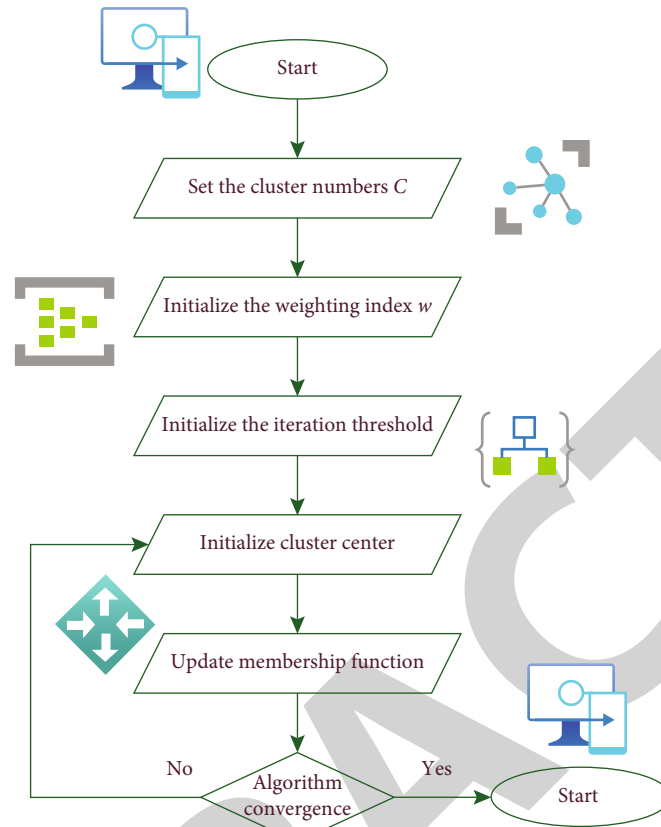 Start
Set the cluster numbers C
Initialize the weighting index w
Initialize the iteration threshold
Initialize cluster center
Update membership function
No
Algorithm
convergence
Yes
Start